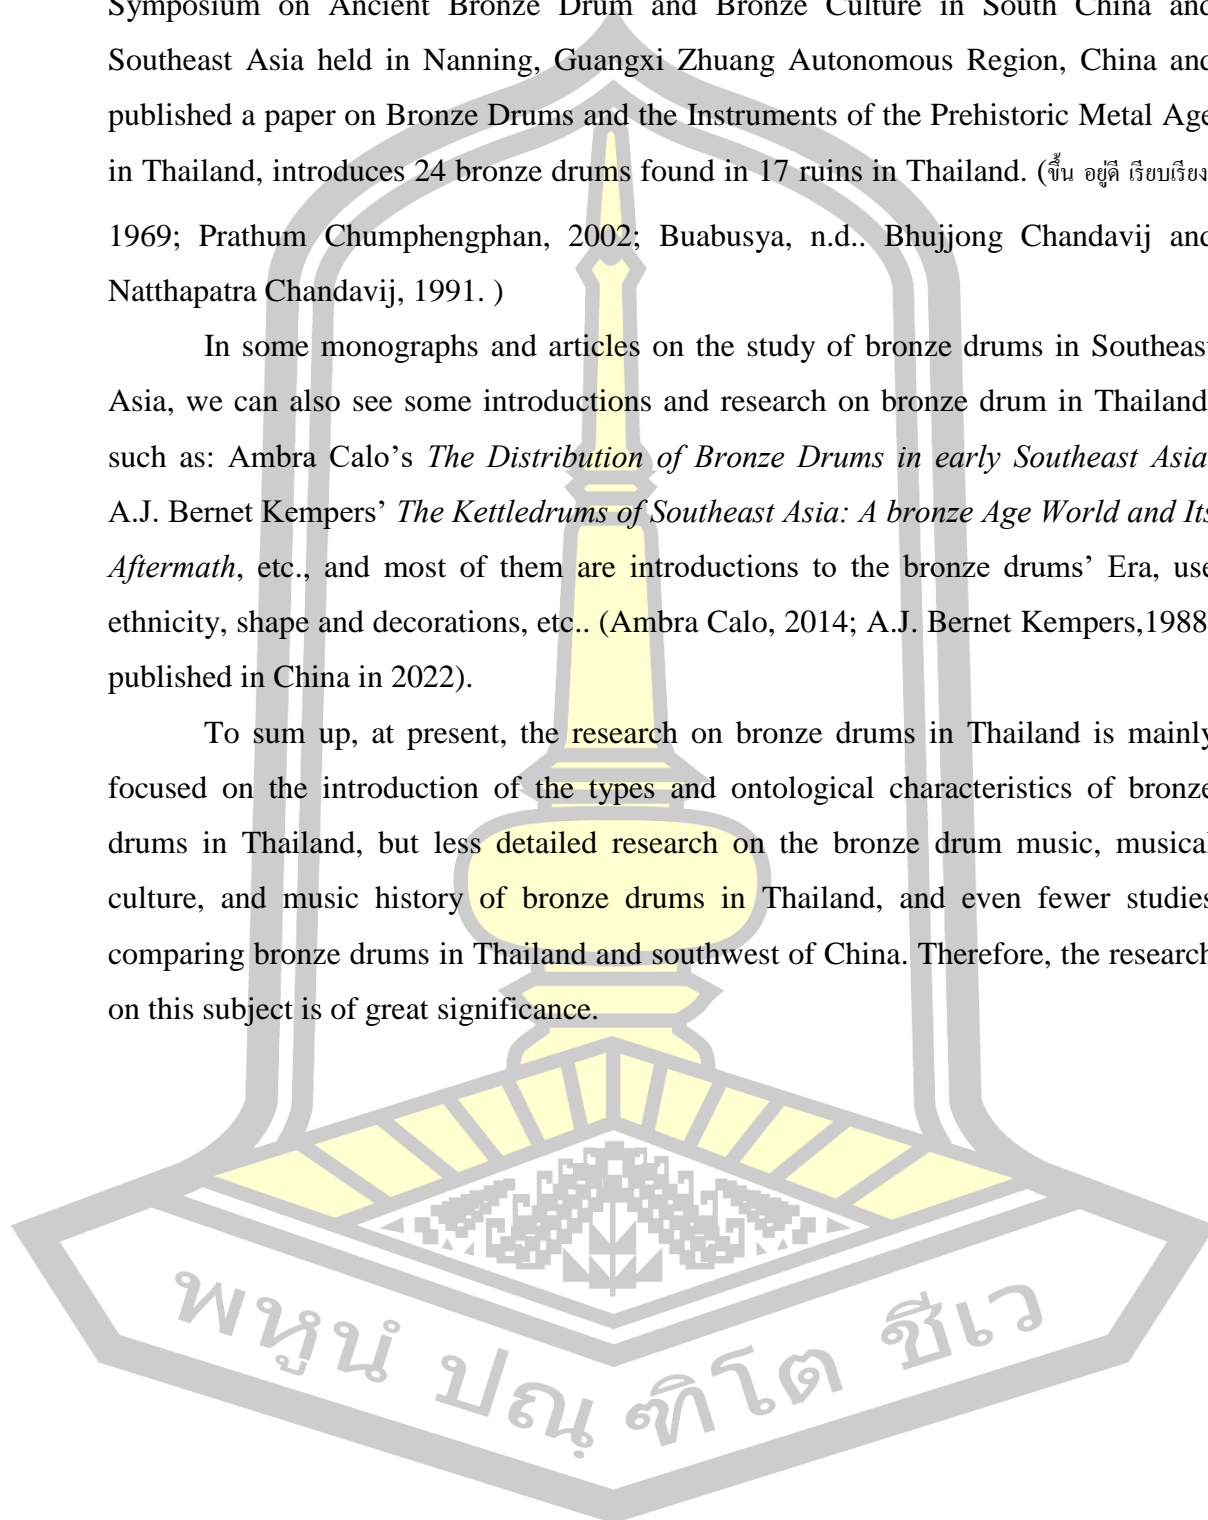 Symposium on Ancient Bronze Drum and Bronze Culture in South China and
Southeast Asia held in Nanning, Guangxi Zhuang Autonomous Region, China and
published a paper on Bronze Drums and the Instruments of the Prehistoric Metal Age
in Thailand, introduces 24 bronze drums found in 17 ruins in Thailand. (ขึ้น อยู่ดี เรียบเรียง
1969; Prathum Chumphengphan, 2002; Buabusya, n.d.. Bhujjong Chandavij and
Natthapatra Chandavij, 1991. )
In some monographs and articles on the study of bronze drums in Southeast
Asia, we can also see some introductions and research on bronze drum in Thailand
such as: Ambra Calo’s The Distribution of Bronze Drums in early Southeast Asia
A.J. Bernet Kempers’ The Kettledrums of Southeast Asia: A bronze Age World and Its
Aftermath, etc., and most of them are introductions to the bronze drums’ Era, use
ethnicity, shape and decorations, etc.. (Ambra Calo, 2014; A.J. Bernet Kempers,1988
published in China in 2022).
To sum up, at present, the research on bronze drums in Thailand is mainly
focused on the introduction of the types and ontological characteristics of bronze
drums in Thailand, but less detailed research on the bronze drum music, musical
culture, and music history of bronze drums in Thailand, and even fewer studies
comparing bronze drums in Thailand and southwest of China. Therefore, the research
on this subject is of great significance.
พหูนํ ปณฺฑิโต ชีเว